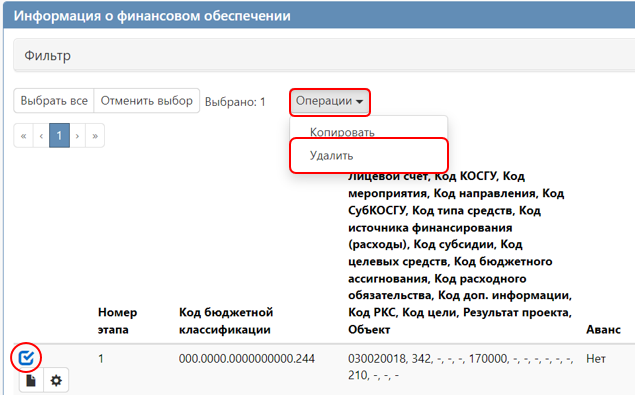 Информация о финансовом обеспечении
Фильтр
Выбрать все Отменить выбор Выбрано: 1 Операции
Копировать
Удалить
« ‹ 1 › »
Лицевой счет, Код КОСГУ, Код
мероприятия, Код направления, Код
СубКОСГУ, Код типа средств, Код
источника финансирования
(расходы), Код субсидии, Код
целевых средств, Код бюджетного
ассигнования, Код расходного
обязательства, Код доп. информации,
Номер Код бюджетной Код РКС, Код цели, Результат проекта,
этапа классификации Объект Аванс
1 000.0000.0000000000.244 030020018, 342, -, -, -, 170000, -, -, -, -, -, -, Нет
210, -, -, -